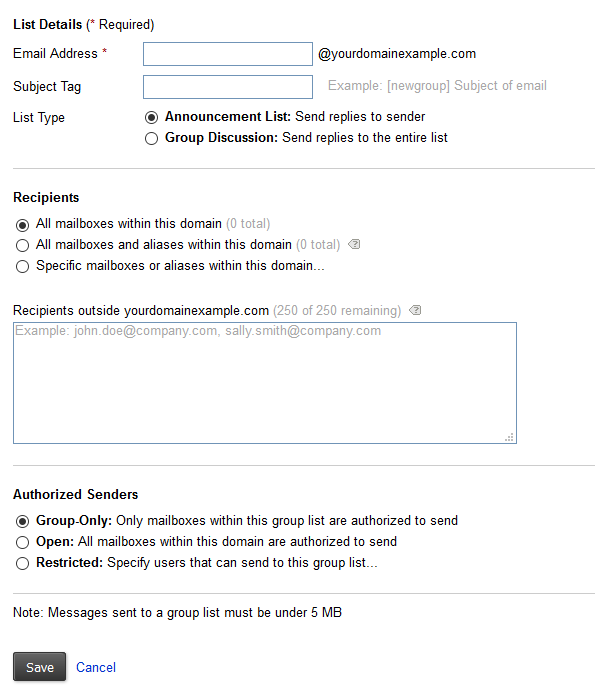 List Details (* Required)
Email Address * @yourdomainexample.com
Subject Tag Example: [newgroup] Subject of email
List Type Announcement List: Send replies to sender
Group Discussion: Send replies to the entire list
Recipients
All mailboxes within this domain (0 total)
All mailboxes and aliases within this domain (0 total) ?
Specific mailboxes or aliases within this domain...
Recipients outside yourdomainexample.com (250 of 250 remaining) ?
Example: john.doe@company.com, sally.smith@company.com
Authorized Senders
Group-Only: Only mailboxes within this group list are authorized to send
Open: All mailboxes within this domain are authorized to send
Restricted: Specify users that can send to this group list...
Note: Messages sent to a group list must be under 5 MB
Save Cancel